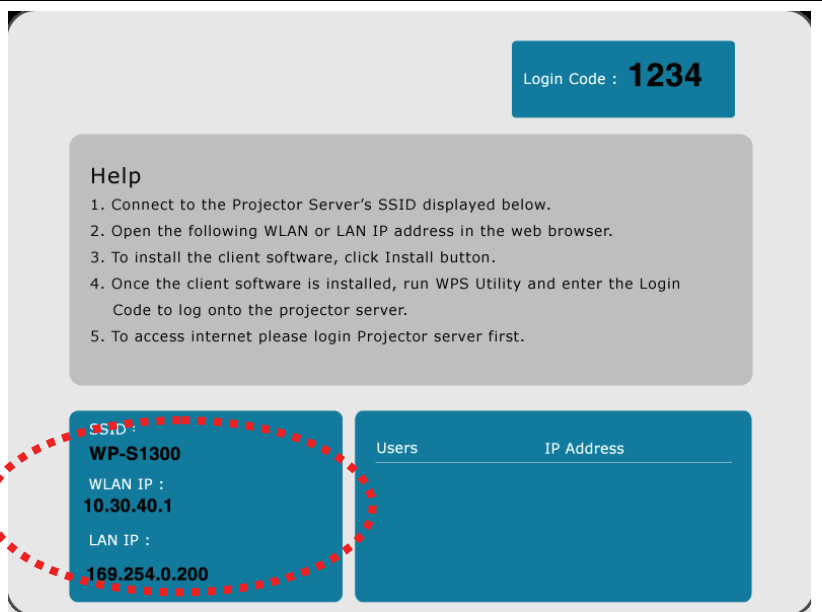 Login Code : 1234
Help
1. Connect to the Projector Server's SSID displayed below.
2. Open the following WLAN or LAN IP address in the web browser.
3. To install the client software, click Install button.
4. Once the client software is installed, run WPS Utility and enter the Login
Code to log onto the projector server.
5. To access internet please login Projector server first.
SSID :
WP-S1300
WLAN IP :
10.30.40.1
LAN IP :
169.254.0.200
Users IP Address